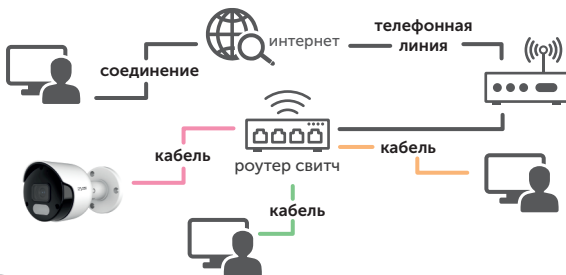 телефонная
линия
интернет
соединение
кабель
роутер свитч
кабель
кабель